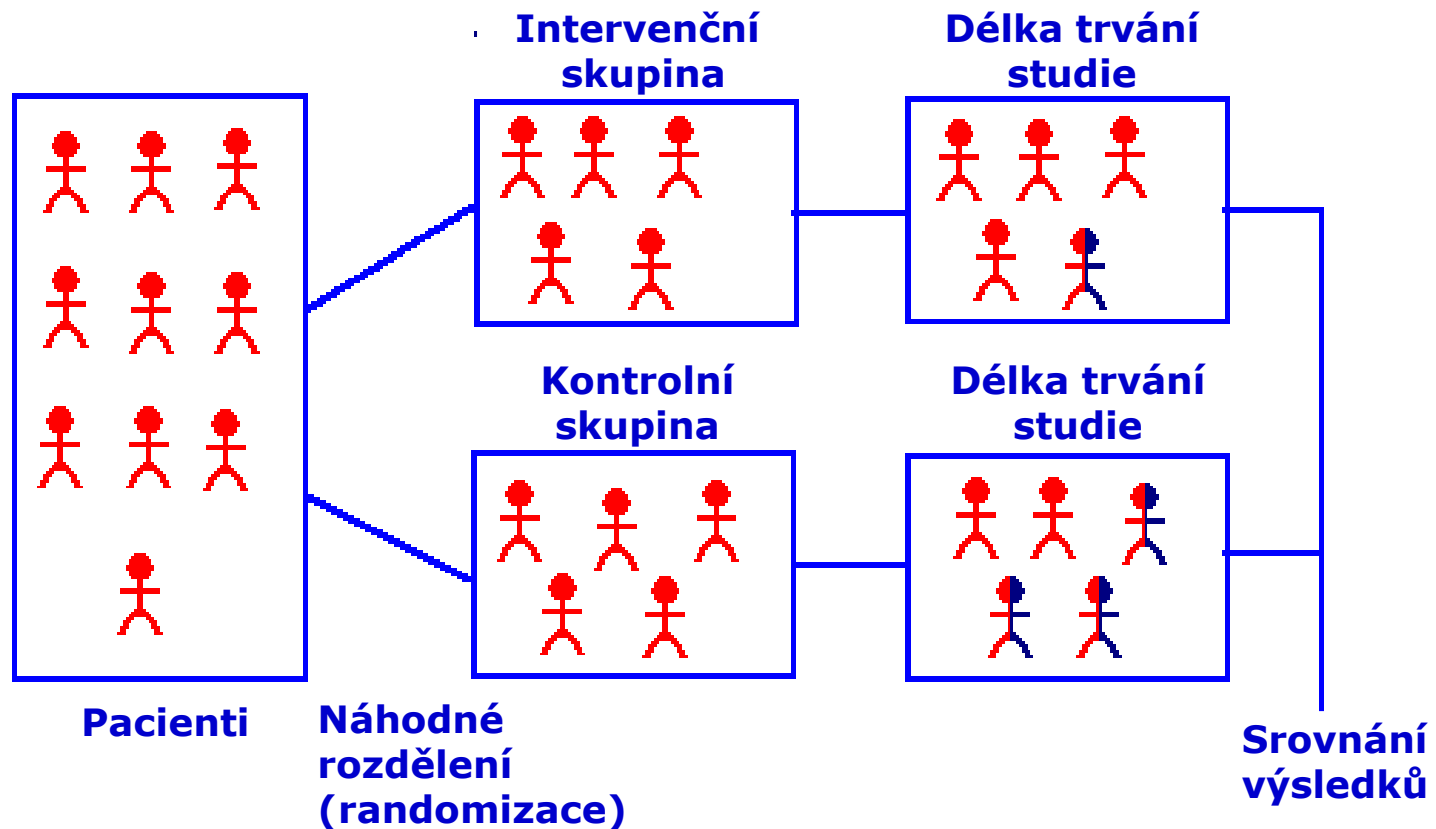 Intervenční
skupina
Délka trvání
studie
Kontrolní
skupina
Délka trvání
studie
Pacienti
Náhodné
rozdělení
(randomizace)
Srovnání
výsledků